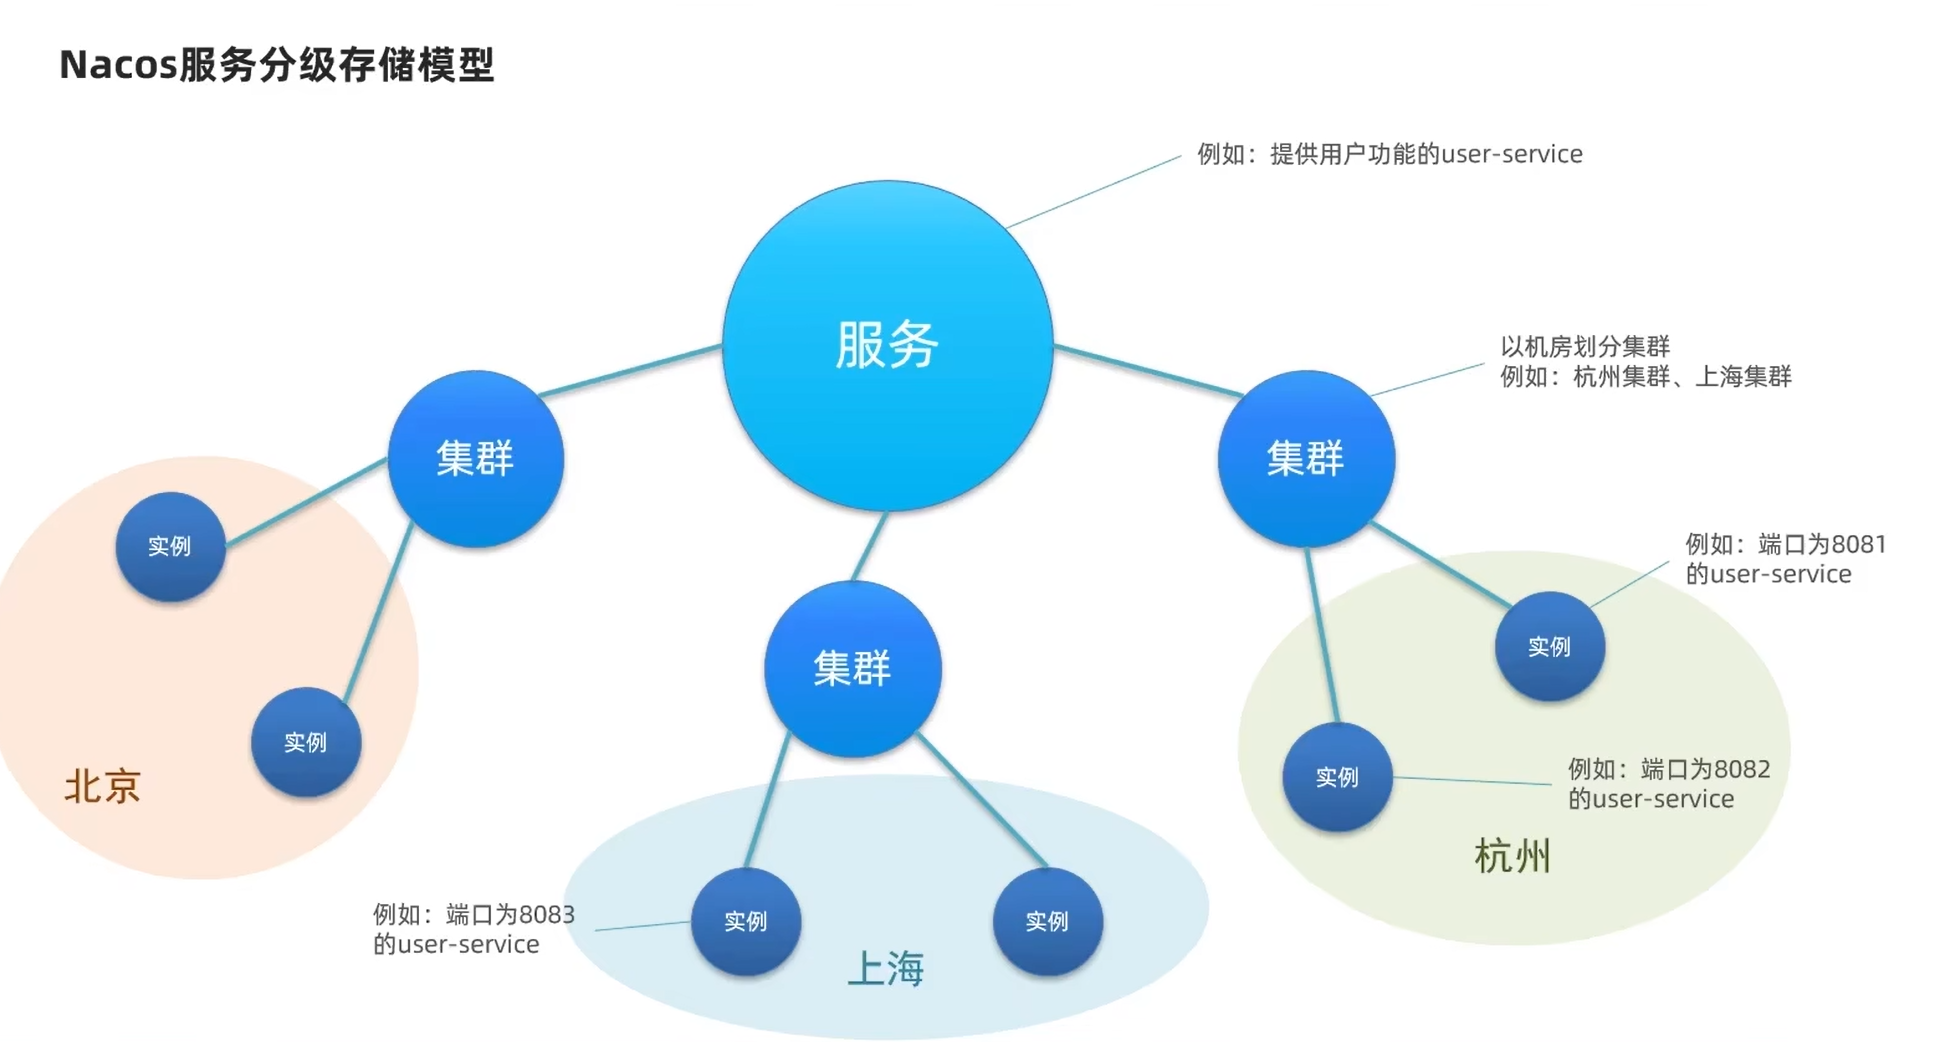 Nacos服务分级存储模型
例如：提供用户功能的user-service
服务
以机房划分集群
例如：杭州集群、上海集群
集群
集群
例如：端口为8081
的user-service
实例
实例
集群
实例
实例
例如：端口为8082
的user-service
北京
杭州
例如：端口为8083
的user-service
实例
实例
上海